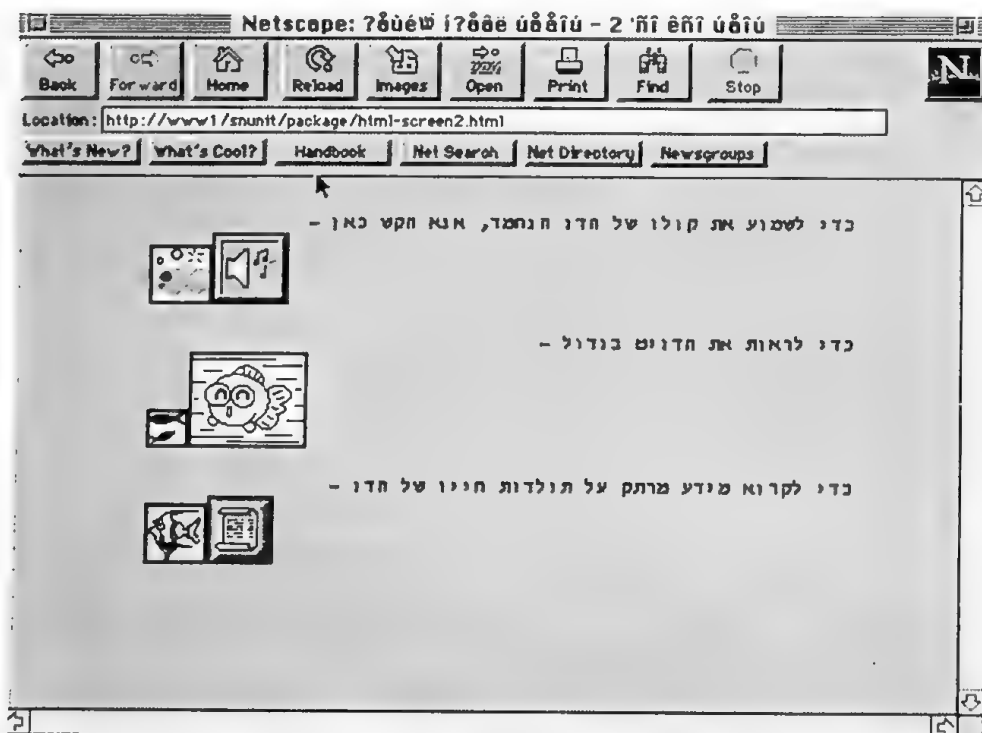 Netscape: – 2
Back Forward Home Reload Images Open Print Find Stop
Location: http://www1/snunit/package/html-screen2.html
What's New? What's Cool? Handbook Net Search Net Directory Newsgroups
כדי לשמוע את קולו של הדג הנחמד, אנא הקש כאן –
כדי לראות את הדגים בגדול –
כדי לקרוא מידע מרתק על תולדות חייו של הדג –